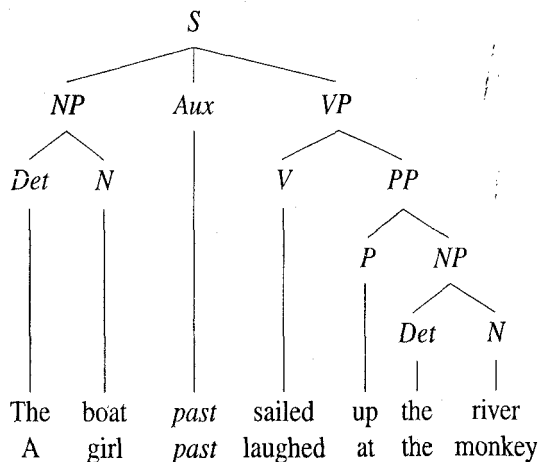 S
NP Aux VP
Det N V PP
P NP
Det N
The boat past sailed up the river
A girl past laughed at the monkey